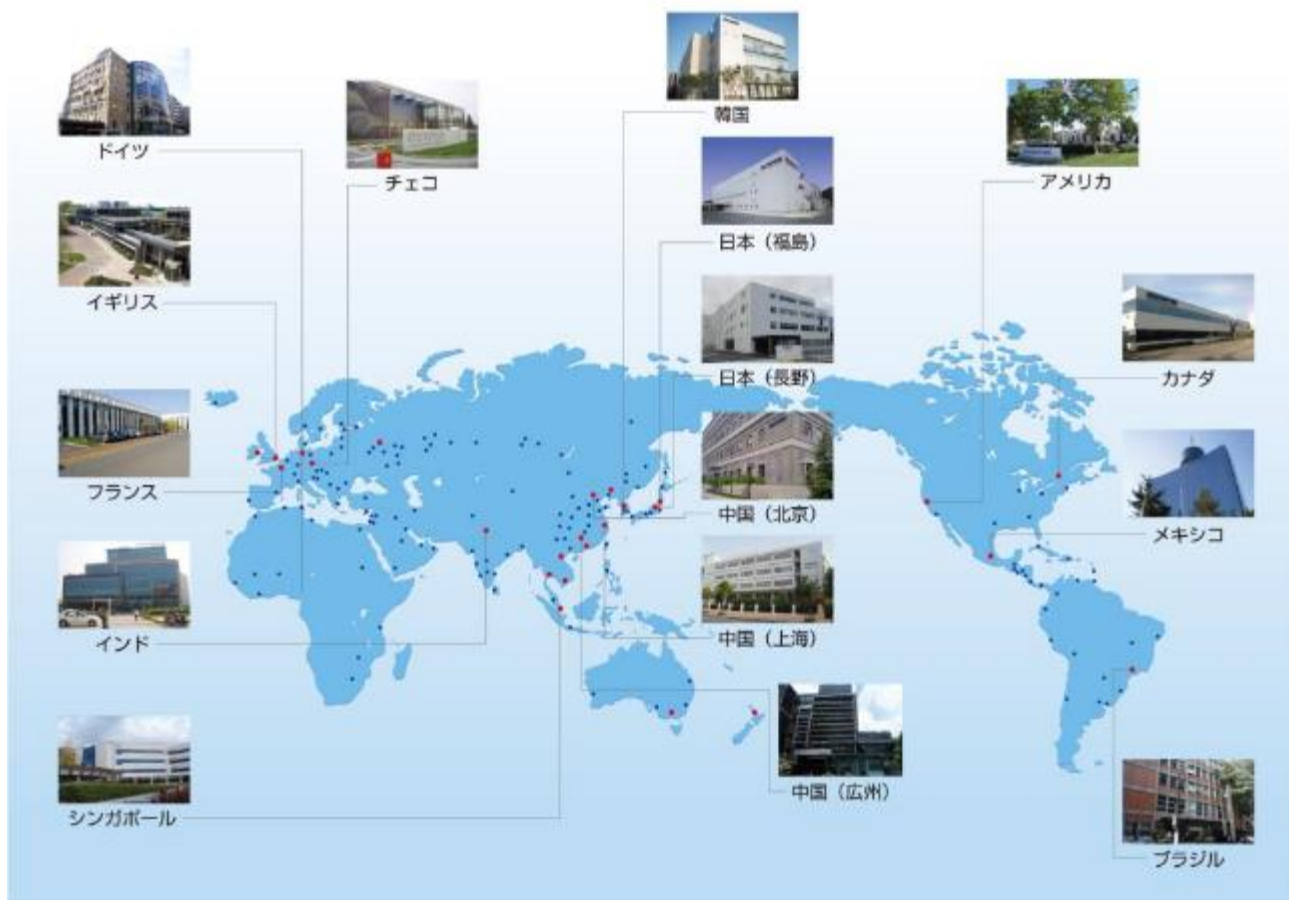 韓国
ドイツ
チェコ
アメリカ
日本（福島）
イギリス
日本（長野）
カナダ
フランス
中国（北京）
メキシコ
インド
中国（上海）
中国（広州）
シンガポール
ブラジル